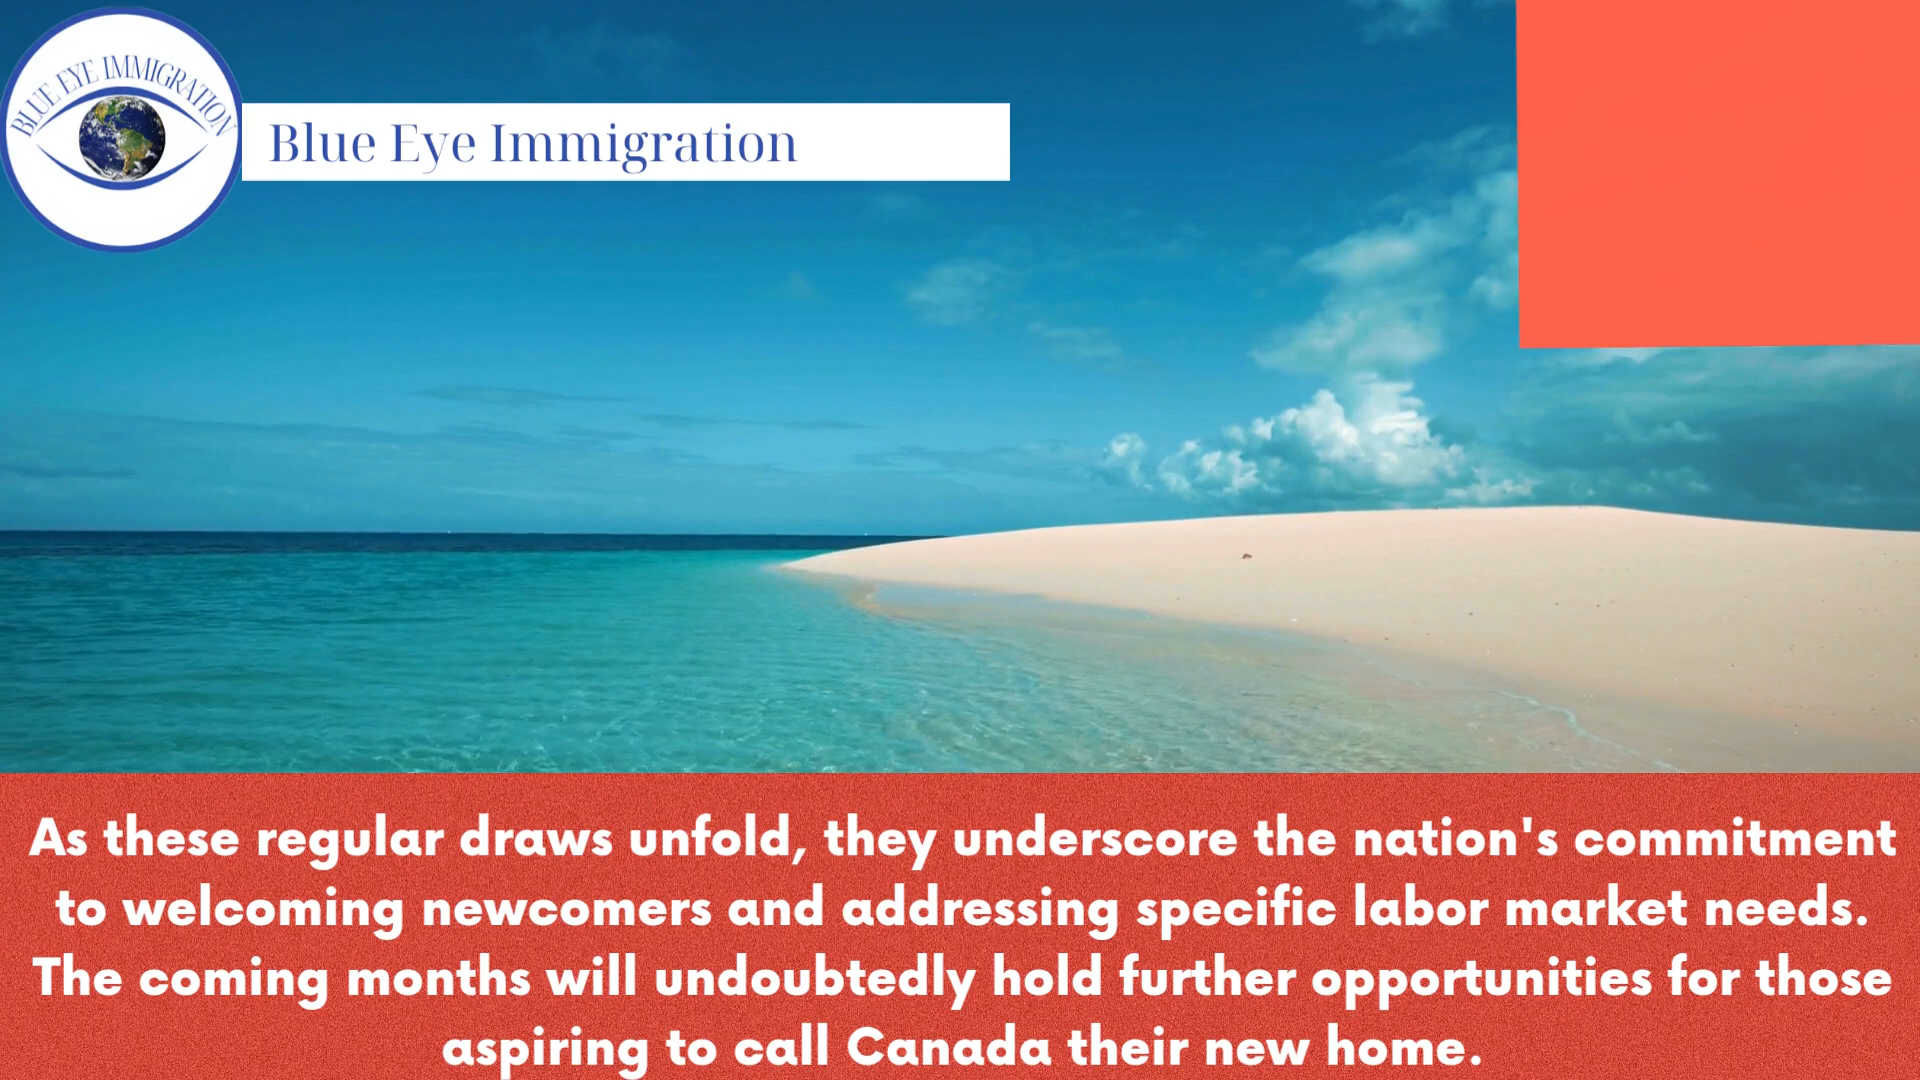 BLUE EYE IMMIGRATION
Blue Eye Immigration
As these regular draws unfold, they underscore the nation's commitment
to welcoming newcomers and addressing specific labor market needs.
The coming months will undoubtedly hold further opportunities for those
aspiring to call Canada their new home.